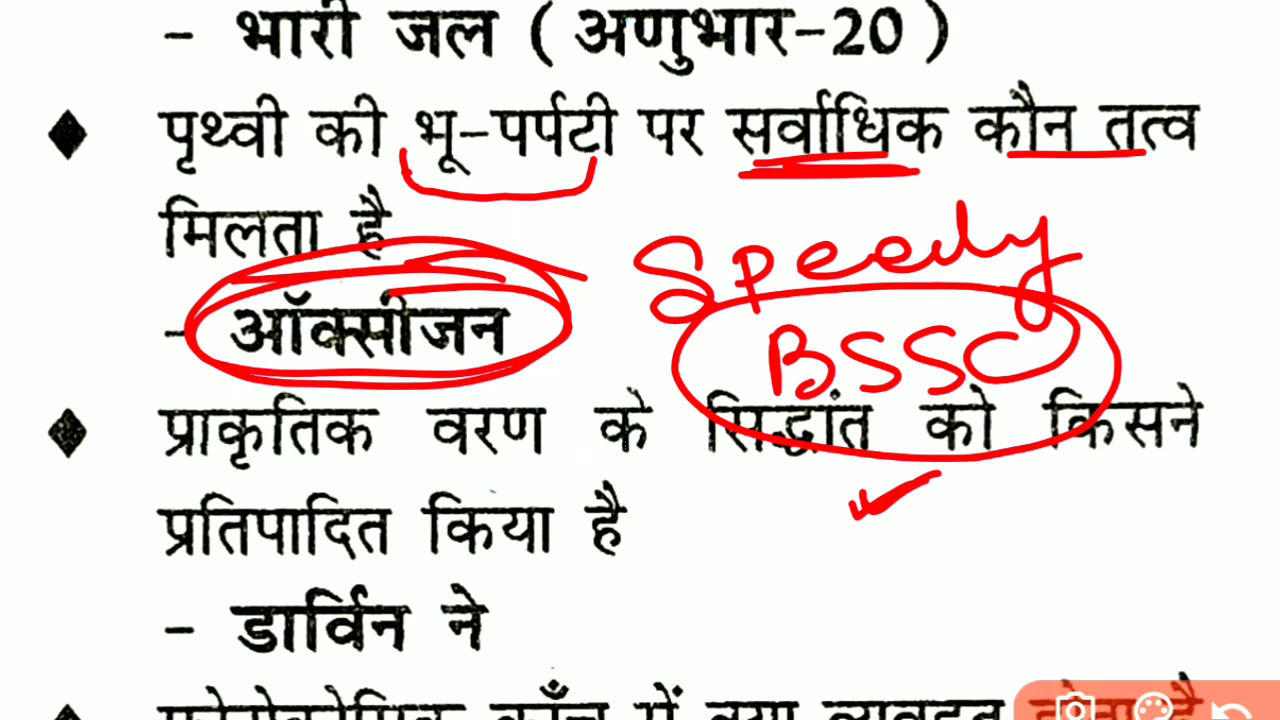 - भारी जल ( अणुभार-20 )
♦ पृथ्वी की भू-पर्पटी पर सर्वाधिक कौन तत्व
मिलता है
- ऑक्सीजन
Speedy
BSSC
♦ प्राकृतिक वरण के सिद्धांत को किसने
प्रतिपादित किया है
- डार्विन ने
♦ काँच में क्या